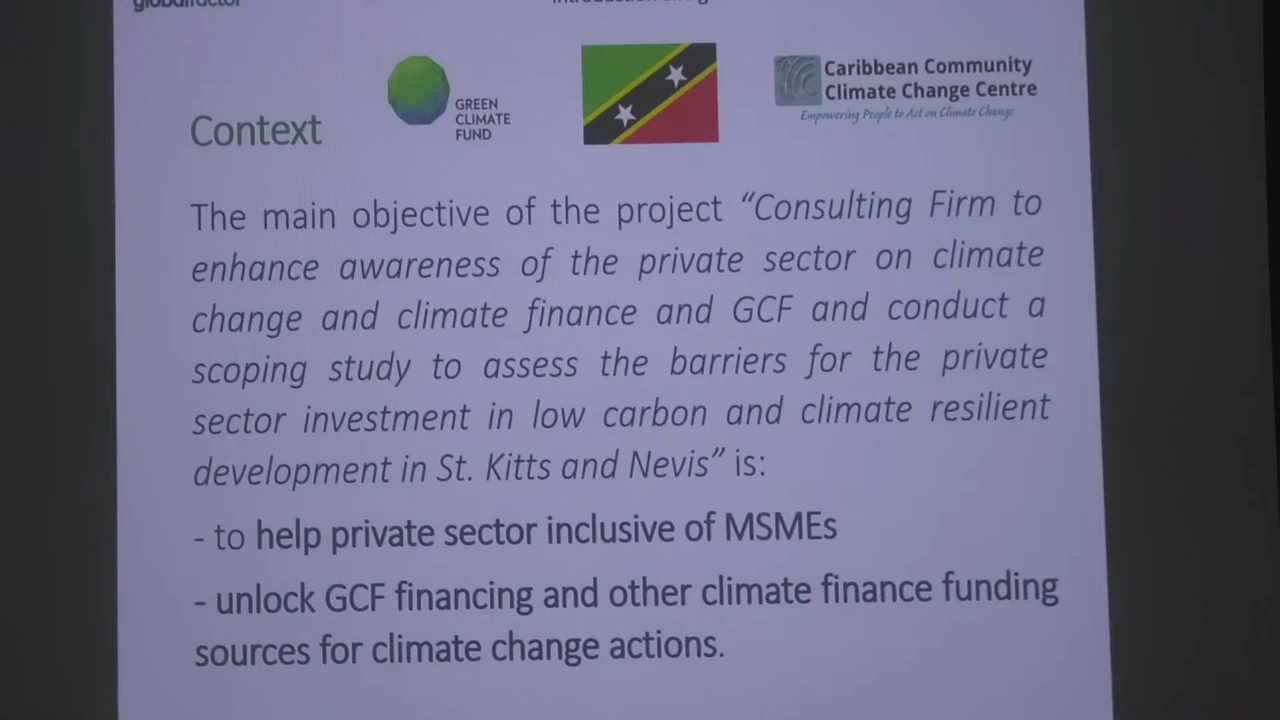 globalfactor
GREEN
CLIMATE
FUND
Caribbean Community
Climate Change Centre
Empowering People to Act on Climate Change
Context
The main objective of the project “Consulting Firm to
enhance awareness of the private sector on climate
change and climate finance and GCF and conduct a
scoping study to assess the barriers for the private
sector investment in low carbon and climate resilient
development in St. Kitts and Nevis” is:
- to help private sector inclusive of MSMEs
- unlock GCF financing and other climate finance funding
sources for climate change actions.